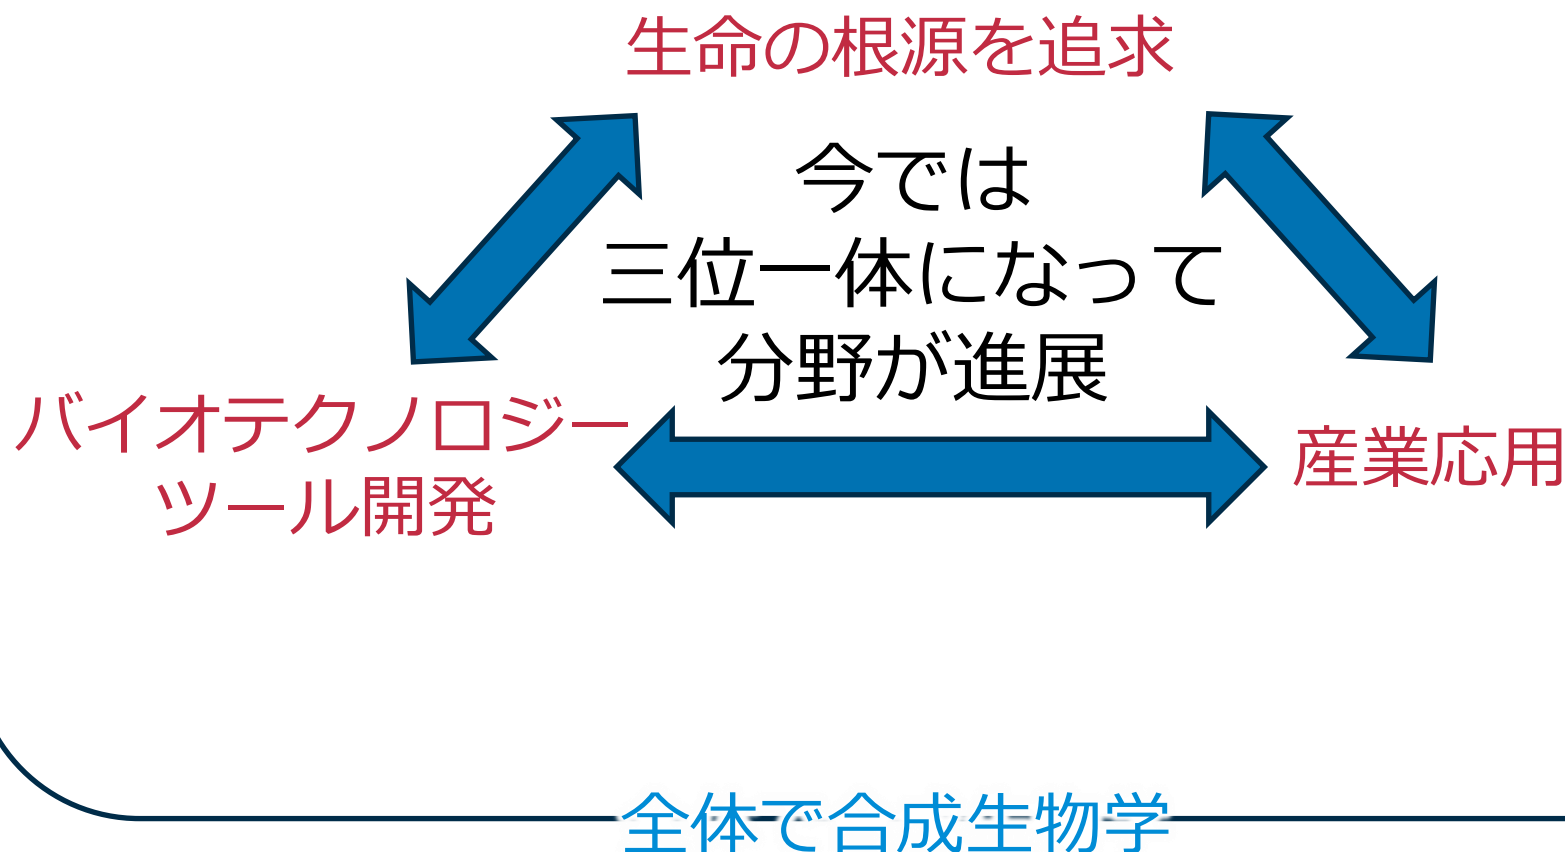 生命の根源を追求
今では
三位一体になって
分野が進展
バイオテクノロジー
ツール開発
産業応用
全体で合成生物学